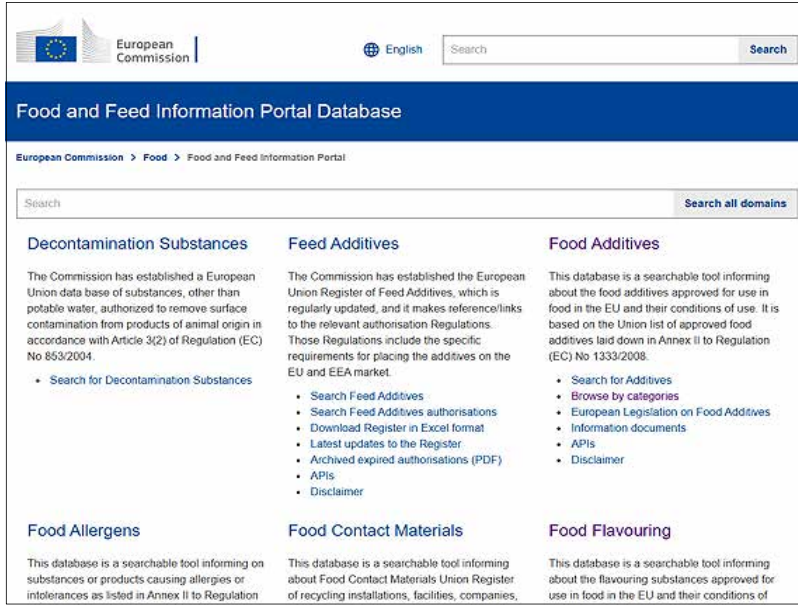 European
Commission
English
Search
Search
Food and Feed Information Portal Database
European Commission > Food > Food and Feed Information Portal
Search
Search all domains
Decontamination Substances
The Commission has established a European
Union data base of substances, other than
potable water, authorized to remove surface
contamination from products of animal origin in
accordance with Article 3(2) of Regulation (EC)
No 853/2004.
• Search for Decontamination Substances
Feed Additives
The Commission has established the European
Union Register of Feed Additives, which is
regularly updated, and it makes reference/links
to the relevant authorisation Regulations.
Those Regulations include the specific
requirements for placing the additives on the
EU and EEA market.
• Search Feed Additives
• Search Feed Additives authorisations
• Download Register in Excel format
• Latest updates to the Register
• Archived expired authorisations (PDF)
• APIs
• Disclaimer
Food Additives
This database is a searchable tool informing
about the food additives approved for use in
food in the EU and their conditions of use. It is
based on the Union list of approved food
additives laid down in Annex II to Regulation
(EC) No 1333/2008.
• Search for Additives
• Browse by categories
• European Legislation on Food Additives
• Information documents
• APIs
• Disclaimer
Food Allergens
This database is a searchable tool informing on
substances or products causing allergies or
intolerances as listed in Annex II to Regulation
Food Contact Materials
This database is a searchable tool informing
about Food Contact Materials Union Register
of recycling installations, facilities, companies,
Food Flavouring
This database is a searchable tool informing
about the flavouring substances approved for
use in food in the EU and their conditions of